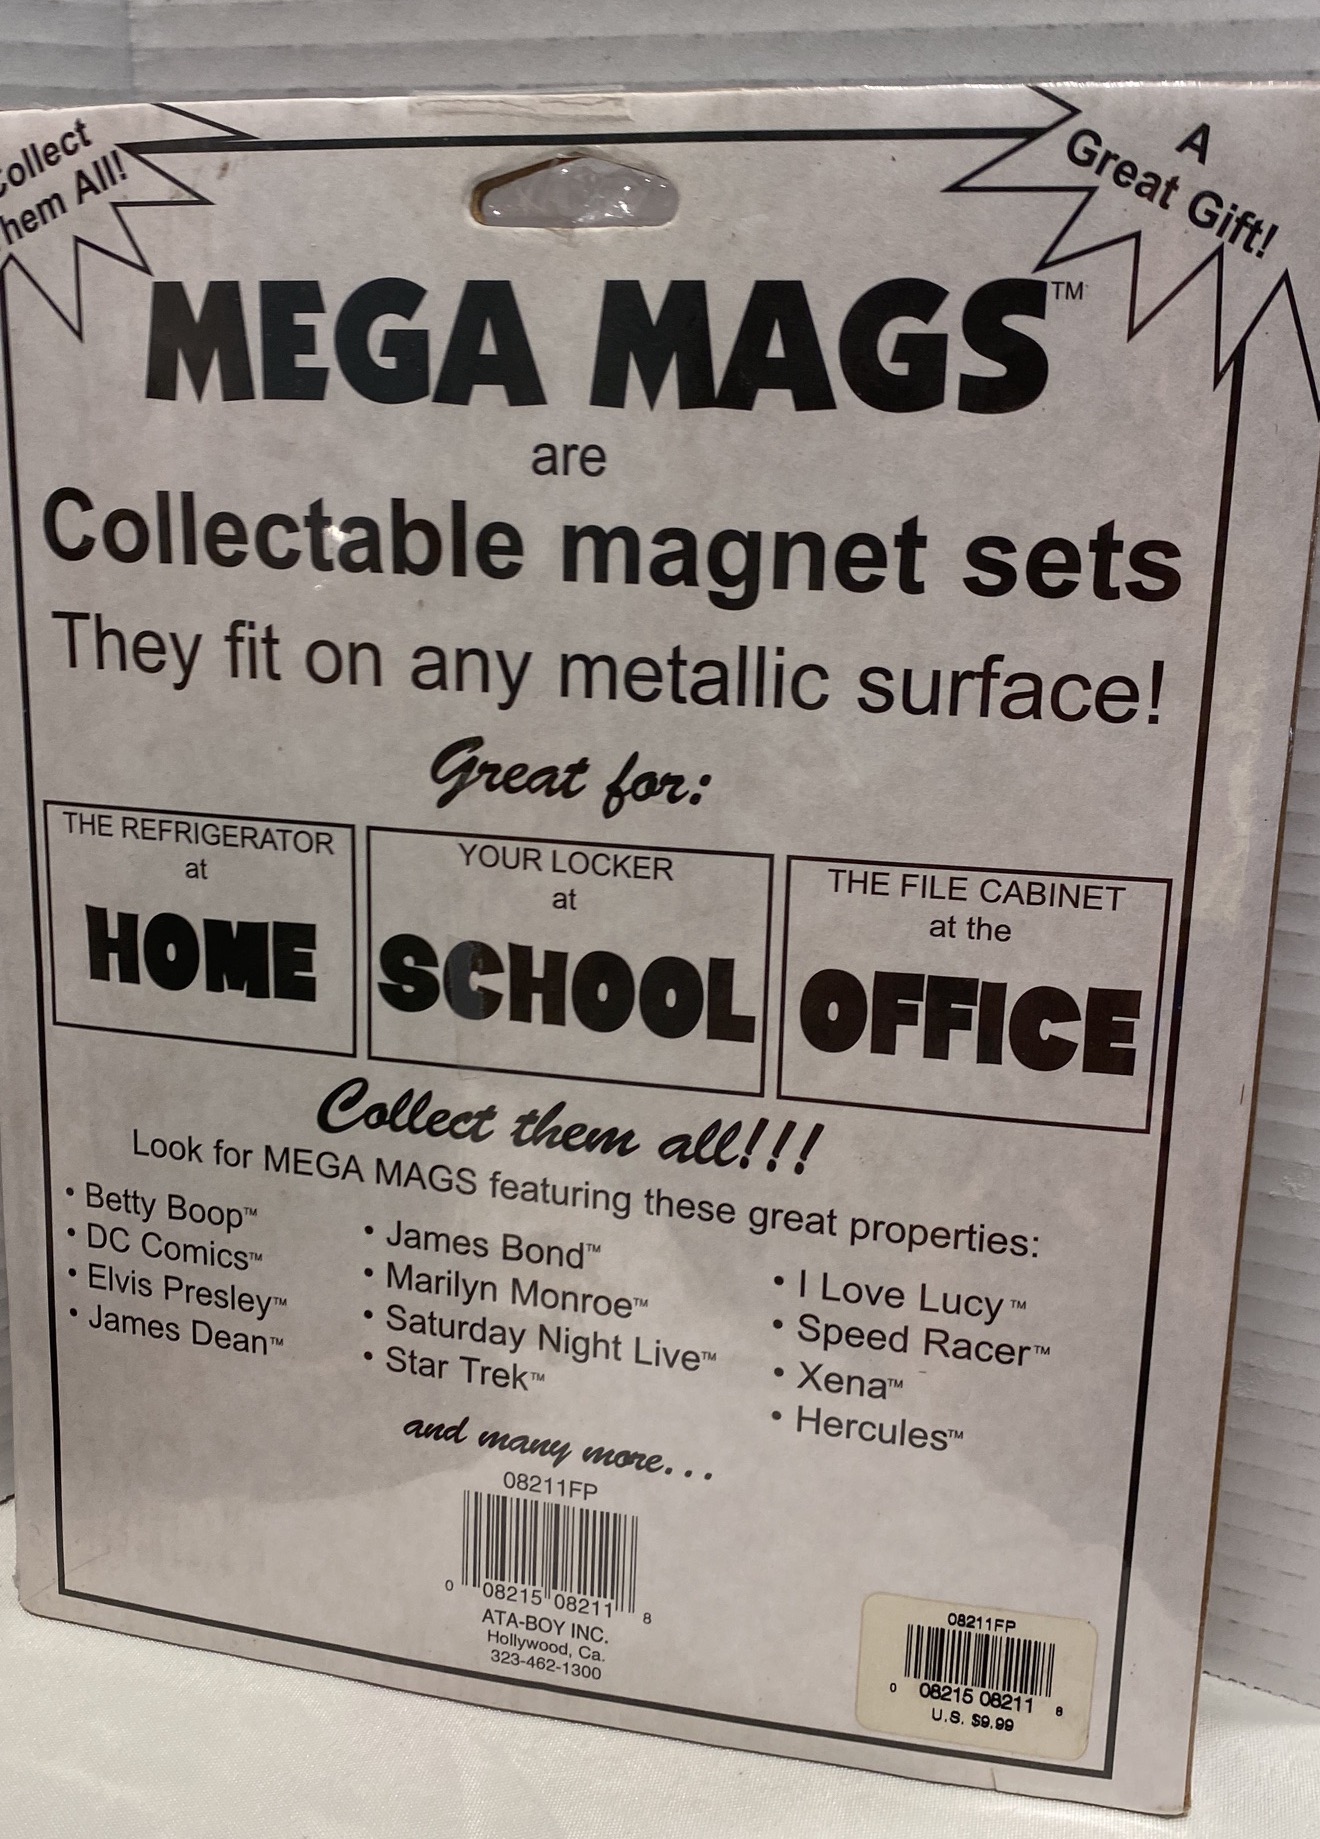 Collect
Them All!
A
Great Gift!
MEGA MAGS™
are
Collectable magnet sets
They fit on any metallic surface!
Great for:
THE REFRIGERATOR
at
HOME
YOUR LOCKER
at
SCHOOL
THE FILE CABINET
at the
OFFICE
Collect them all!!!
Look for MEGA MAGS featuring these great properties:
• Betty Boop™
• DC Comics™
• Elvis Presley™
• James Dean™
• James Bond™
• Marilyn Monroe™
• Saturday Night Live™
• Star Trek™
• I Love Lucy™
• Speed Racer™
• Xena™
• Hercules™
and many more...
08211FP
0 08215 08211 8
ATA-BOY INC.
Hollywood, Ca.
323-462-1300
08211FP
0 08215 08211 8
U.S. $9.99